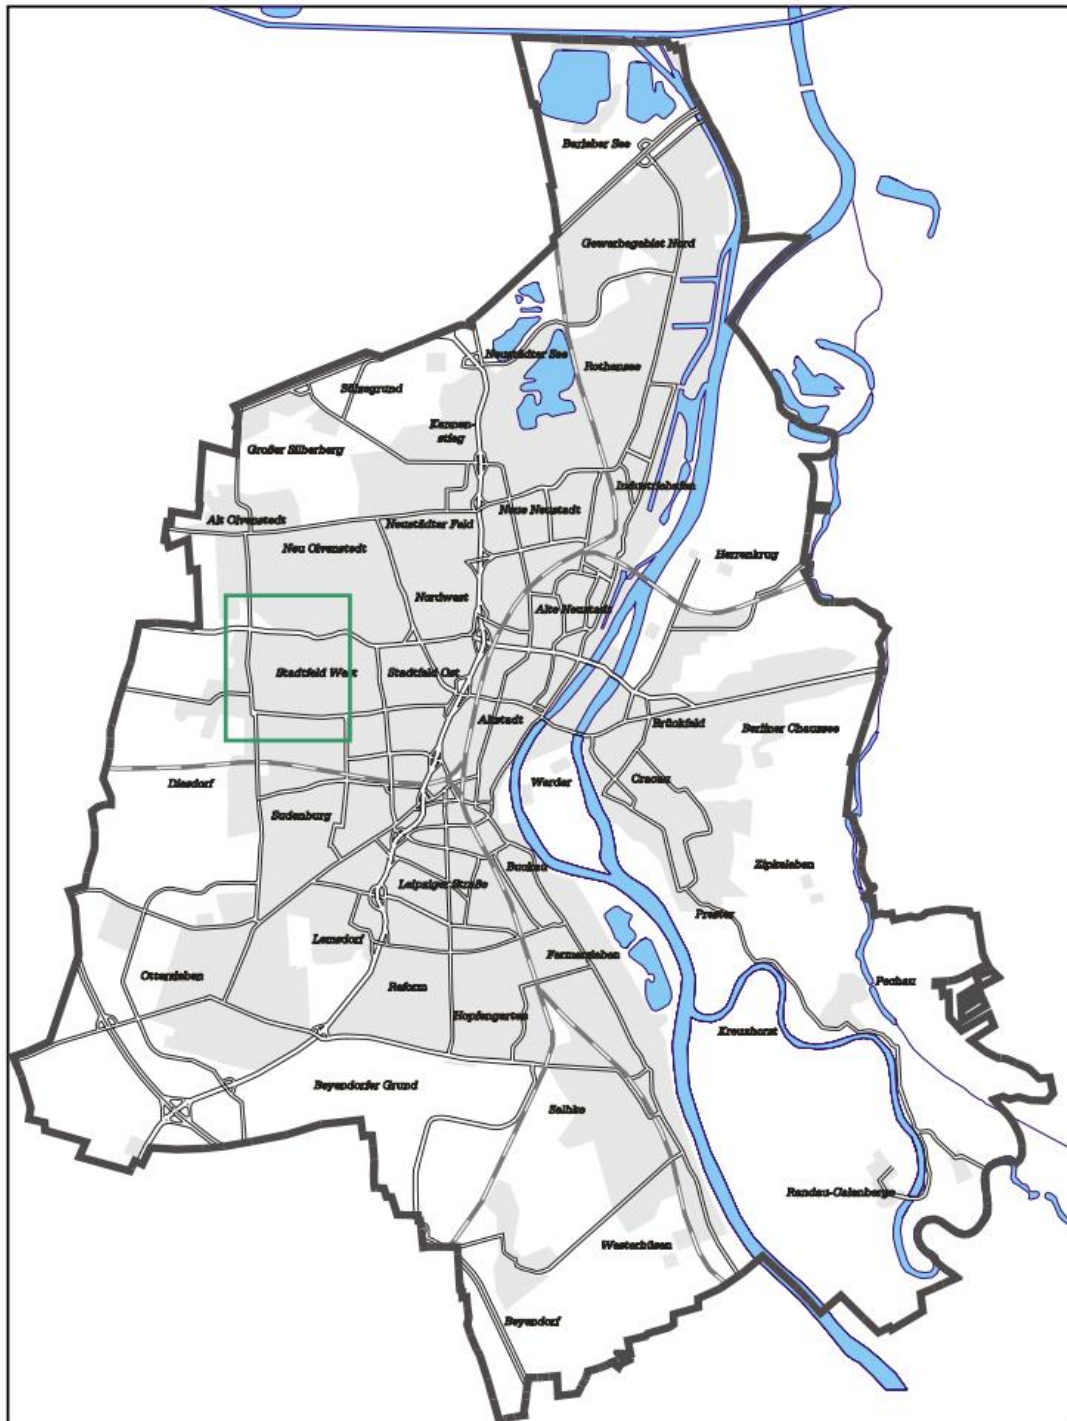 Barleber See
Gewerbegebiet Nord
Neustädter See
Rothensee
Sülzegrund
Kannen-
stieg
Großer Silberberg
Industriehafen
Neue Neustadt
Alt Olvenstedt
Neustädter Feld
Neu Olvenstedt
Herrenkrug
Nordwest
Alte Neustadt
Stadtfeld West
Stadtfeld Ost
Altstadt
Brückfeld
Berliner Chaussee
Diesdorf
Werder
Cracau
Sudenburg
Buckau
Zipkeleben
Leipziger Straße
Prester
Lemsdorf
Fermersleben
Ottersleben
Pechau
Reform
Hopfengarten
Kreuzhorst
Beyendorfer Grund
Salbke
Randau-Calenberge
Westerhüsen
Beyendorf